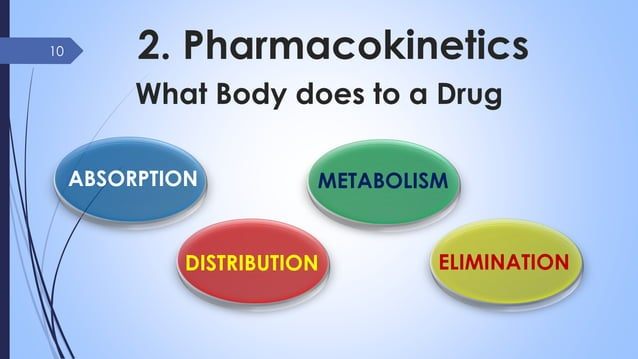 10
2. Pharmacokinetics
What Body does to a Drug
ABSORPTION
METABOLISM
DISTRIBUTION
ELIMINATION